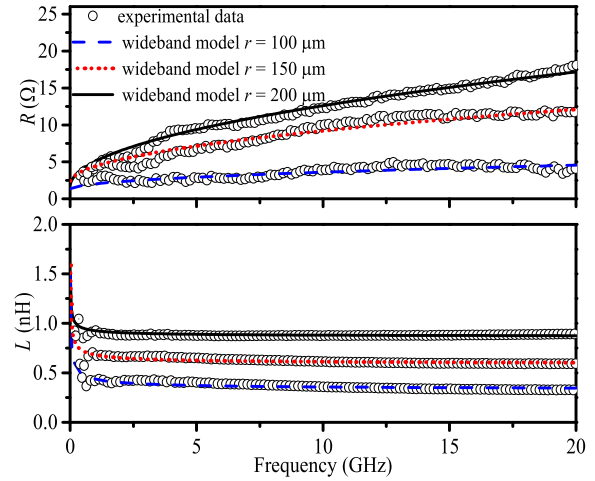 25
20
15
10
5
0
R (Ω)
experimental data
wideband model r = 100 μm
wideband model r = 150 μm
wideband model r = 200 μm
2.0
1.5
1.0
0.5
0.0
L (nH)
0 5 10 15 20
Frequency (GHz)